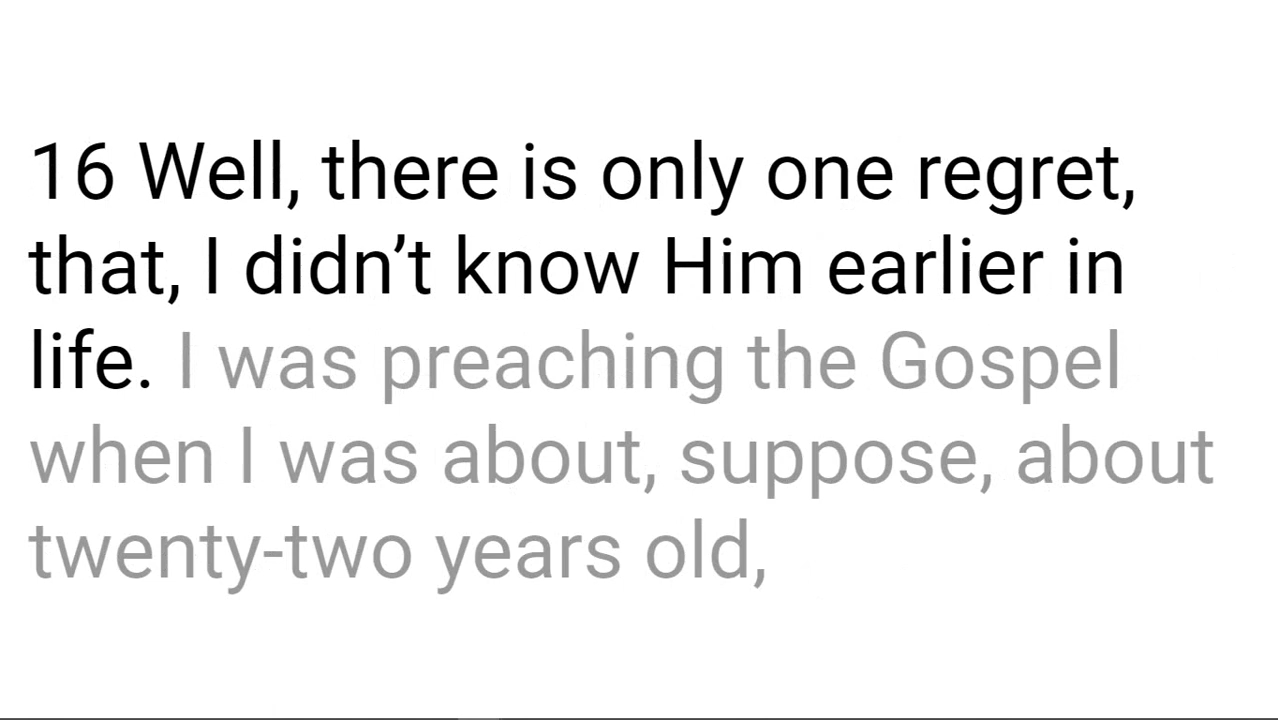 16 Well, there is only one regret,
that, I didn’t know Him earlier in
life. I was preaching the Gospel
when I was about, suppose, about
twenty-two years old,